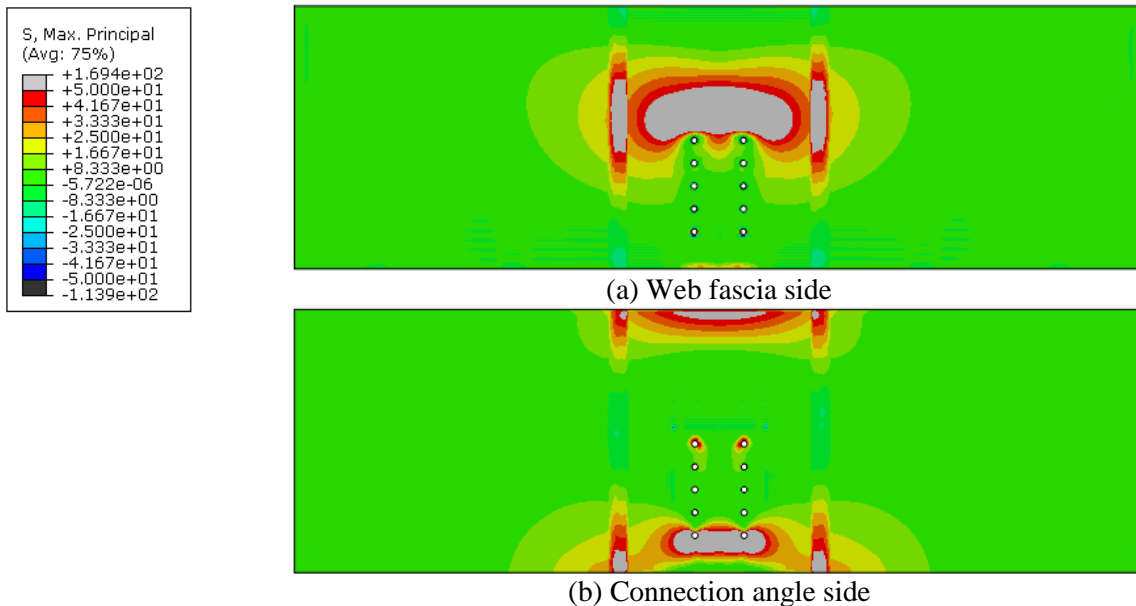 S, Max. Principal
(Avg: 75%)
+1.694e+02
+5.000e+01
+4.167e+01
+3.333e+01
+2.500e+01
+1.667e+01
+8.333e+00
-5.722e-06
-8.333e+00
-1.667e+01
-2.500e+01
-3.333e+01
-4.167e+01
-5.000e+01
-1.139e+02
(a) Web fascia side
(b) Connection angle side